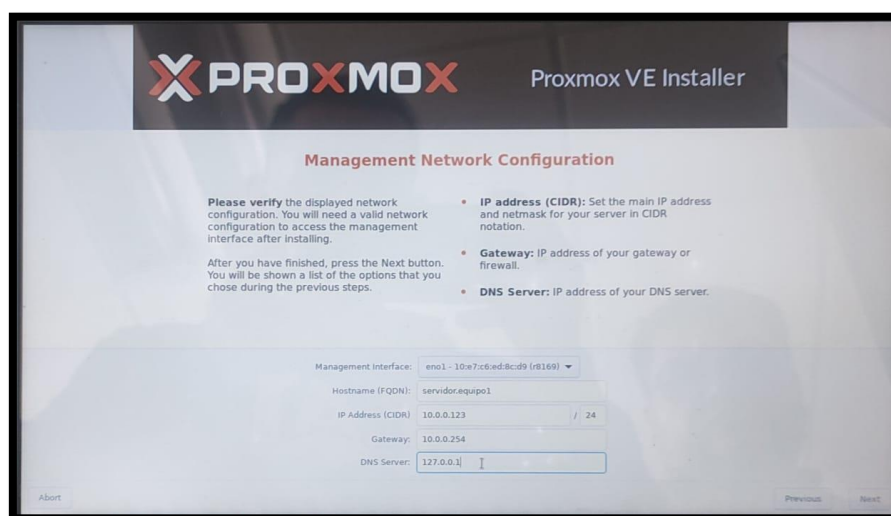 PROXMOX
Proxmox VE Installer
Management Network Configuration
Please verify the displayed network
configuration. You will need a valid network
configuration to access the management
interface after installing.
After you have finished, press the Next button.
You will be shown a list of the options that you
chose during the previous steps.
• IP address (CIDR): Set the main IP address
and netmask for your server in CIDR
notation.
• Gateway: IP address of your gateway or
firewall.
• DNS Server: IP address of your DNS server.
Management Interface: eno1 - 10:e7:c6:ed:8c:d9 (r8169)
Hostname (FQDN): servidor.equipo1
IP Address (CIDR) 10.0.0.123 / 24
Gateway: 10.0.0.254
DNS Server: 127.0.0.1
Abort Previous Next